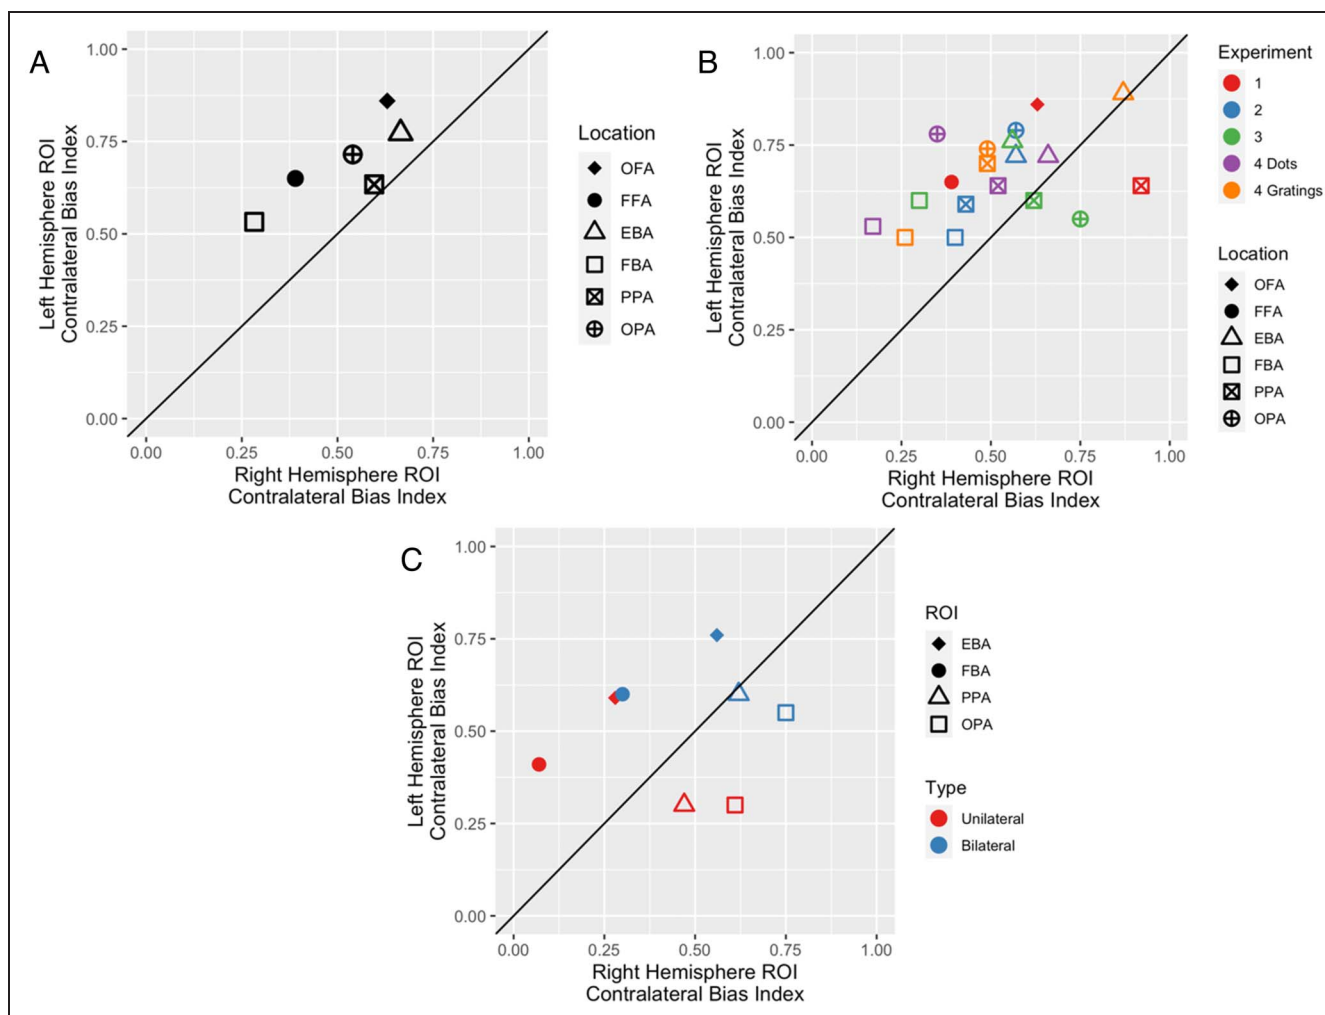 A
Left Hemisphere ROI
Contralateral Bias Index
1.00
0.75
0.50
0.25
0.00
0.00 0.25 0.50 0.75 1.00
Right Hemisphere ROI
Contralateral Bias Index
Location
OFA
FFA
EBA
FBA
PPA
OPA
B
Left Hemisphere ROI
Contralateral Bias Index
1.00
0.75
0.50
0.25
0.00
0.00 0.25 0.50 0.75 1.00
Right Hemisphere ROI
Contralateral Bias Index
Experiment
1
2
3
4 Dots
4 Gratings
Location
OFA
FFA
EBA
FBA
PPA
OPA
C
Left Hemisphere ROI
Contralateral Bias Index
1.00
0.75
0.50
0.25
0.00
0.00 0.25 0.50 0.75 1.00
Right Hemisphere ROI
Contralateral Bias Index
ROI
EBA
FBA
PPA
OPA
Type
Unilateral
Bilateral